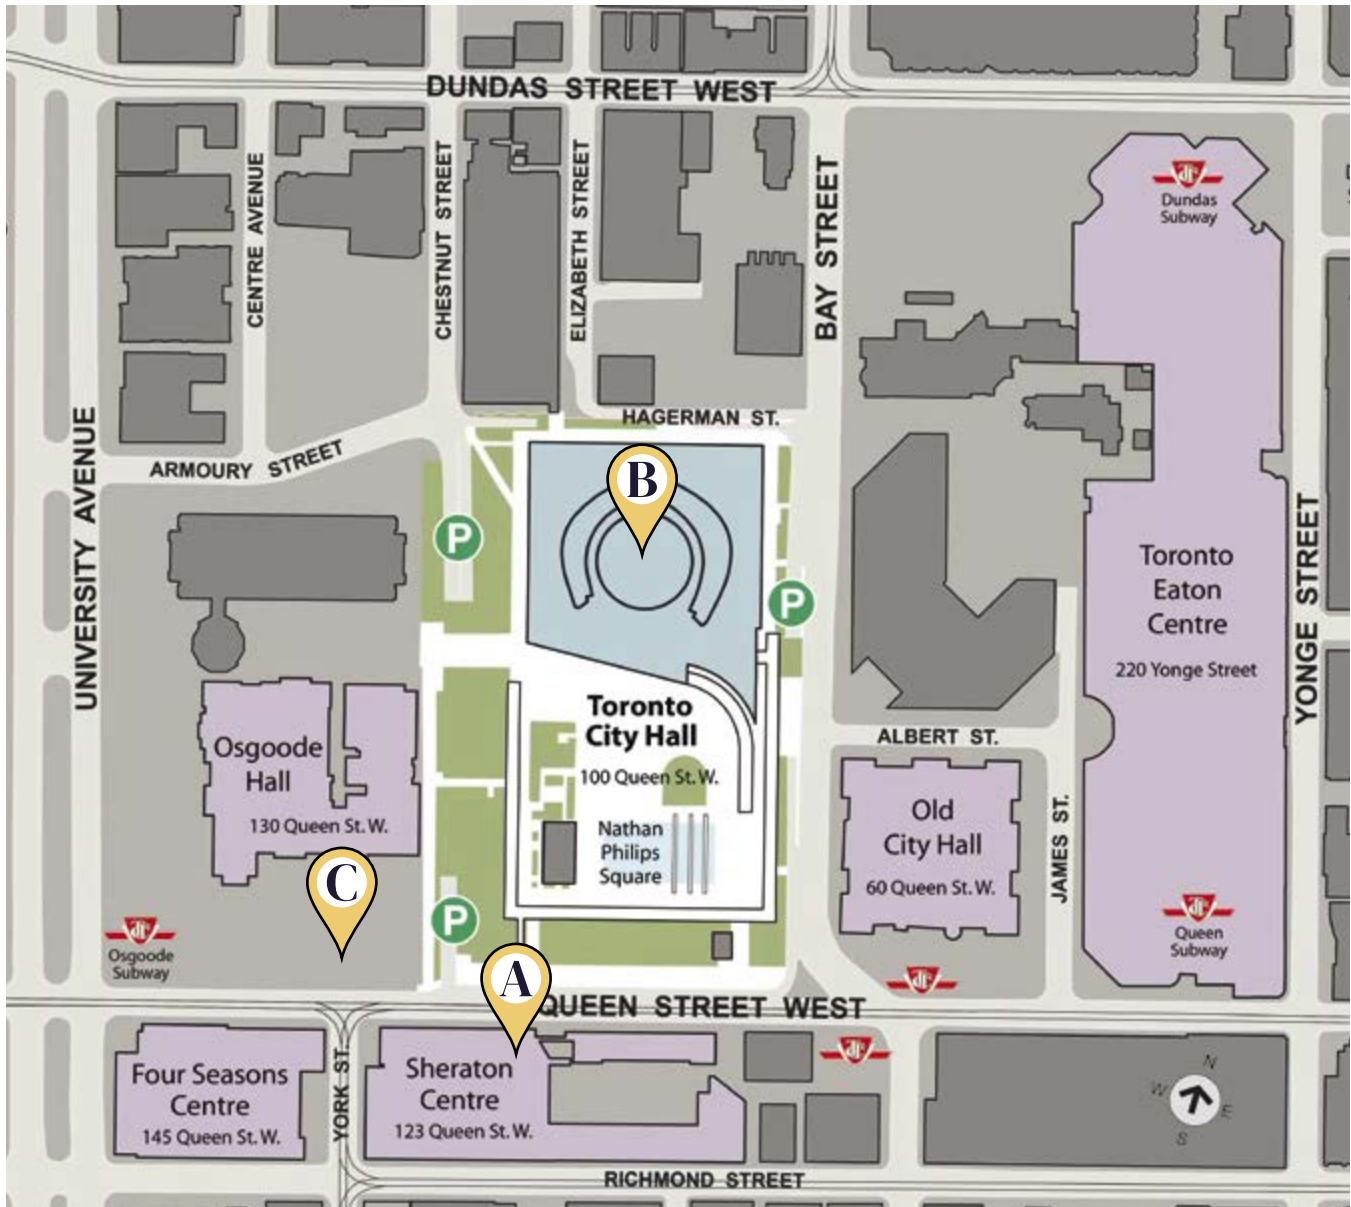 DUNDAS STREET WEST
CENTRE AVENUE
CHESTNUT STREET
ELIZABETH STREET
BAY STREET
Dundas
Subway
HAGERMAN ST.
UNIVERSITY AVENUE
ARMOURY STREET
B
P
P
Toronto
Eaton
Centre
220 Yonge Street
YONGE STREET
Toronto
City Hall
100 Queen St. W.
Osgoode
Hall
130 Queen St. W.
ALBERT ST.
Nathan
Philips
Square
Old
City Hall
60 Queen St. W.
JAMES ST.
C
P
Osgoode
Subway
Queen
Subway
A
QUEEN STREET WEST
Four Seasons
Centre
145 Queen St. W.
YORK ST.
Sheraton
Centre
123 Queen St. W.
N
W
E
S
RICHMOND STREET